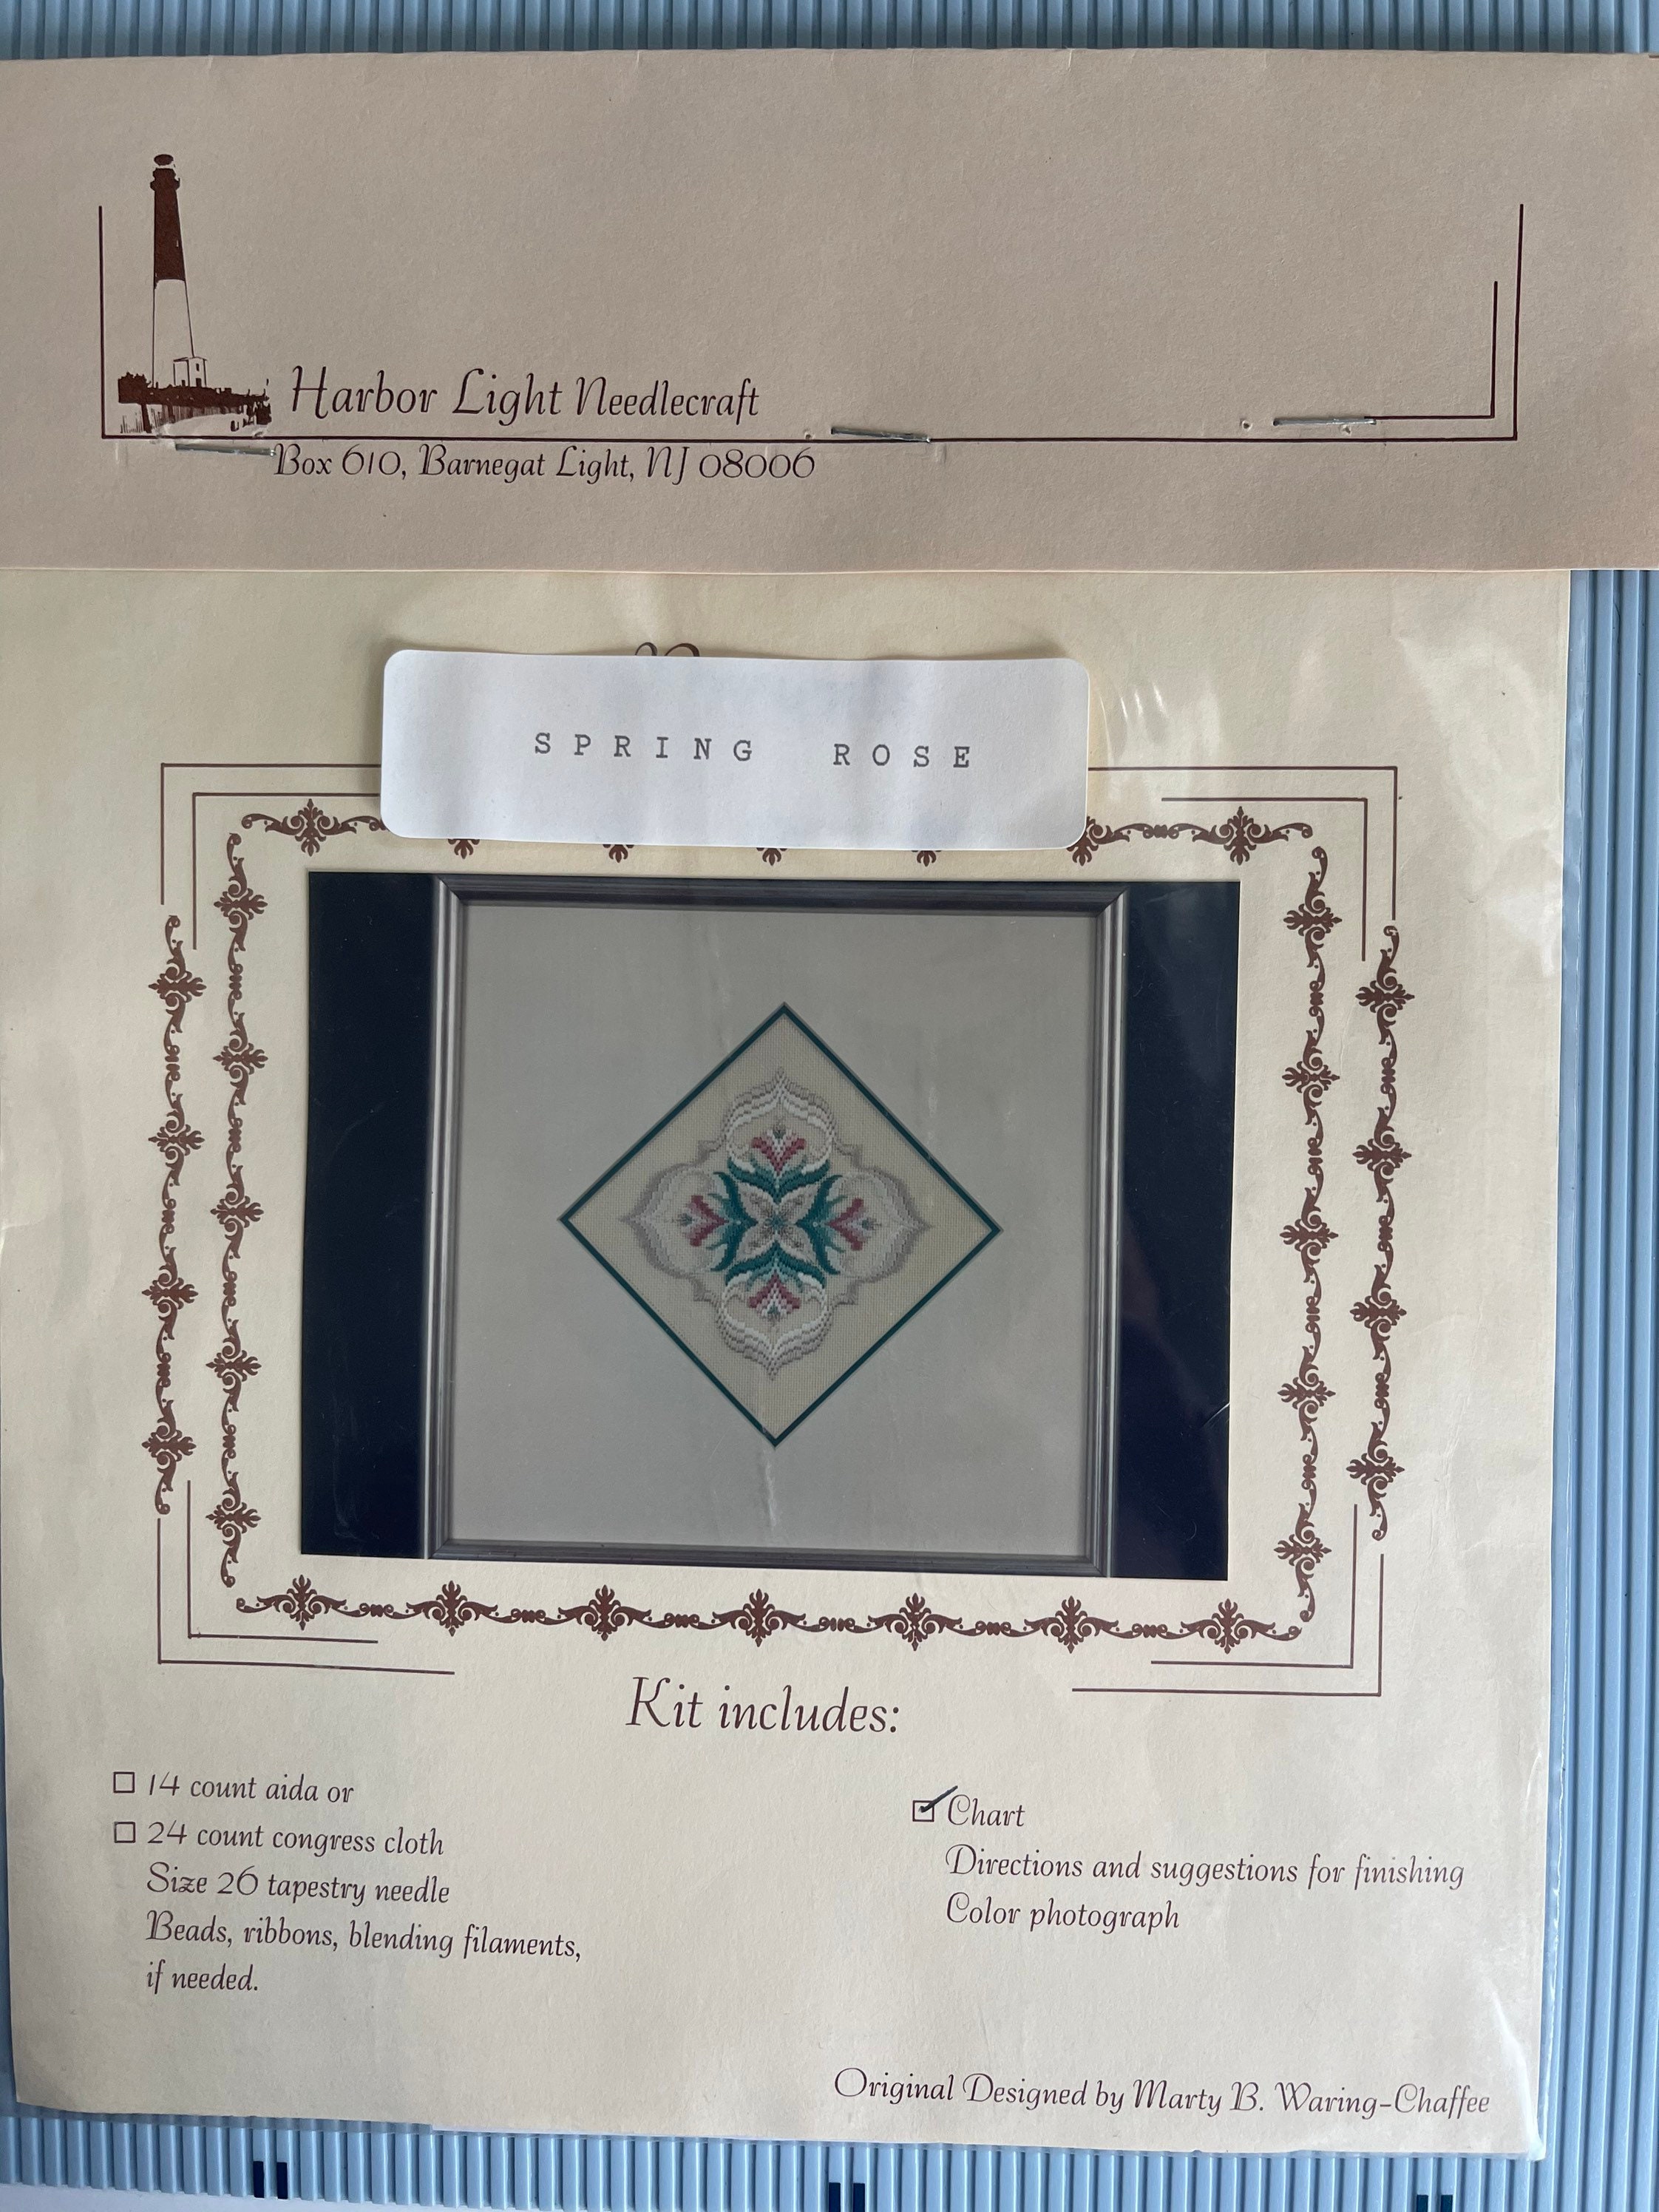 Harbor Light Needlecraft
Box 610, Barnegat Light, NJ 08006
SPRING ROSE
Kit includes:
14 count aida or
24 count congress cloth
Size 26 tapestry needle
Beads, ribbons, blending filaments,
if needed.
Chart
Directions and suggestions for finishing
Color photograph
Original Designed by Marty B. Waring-Chaffee